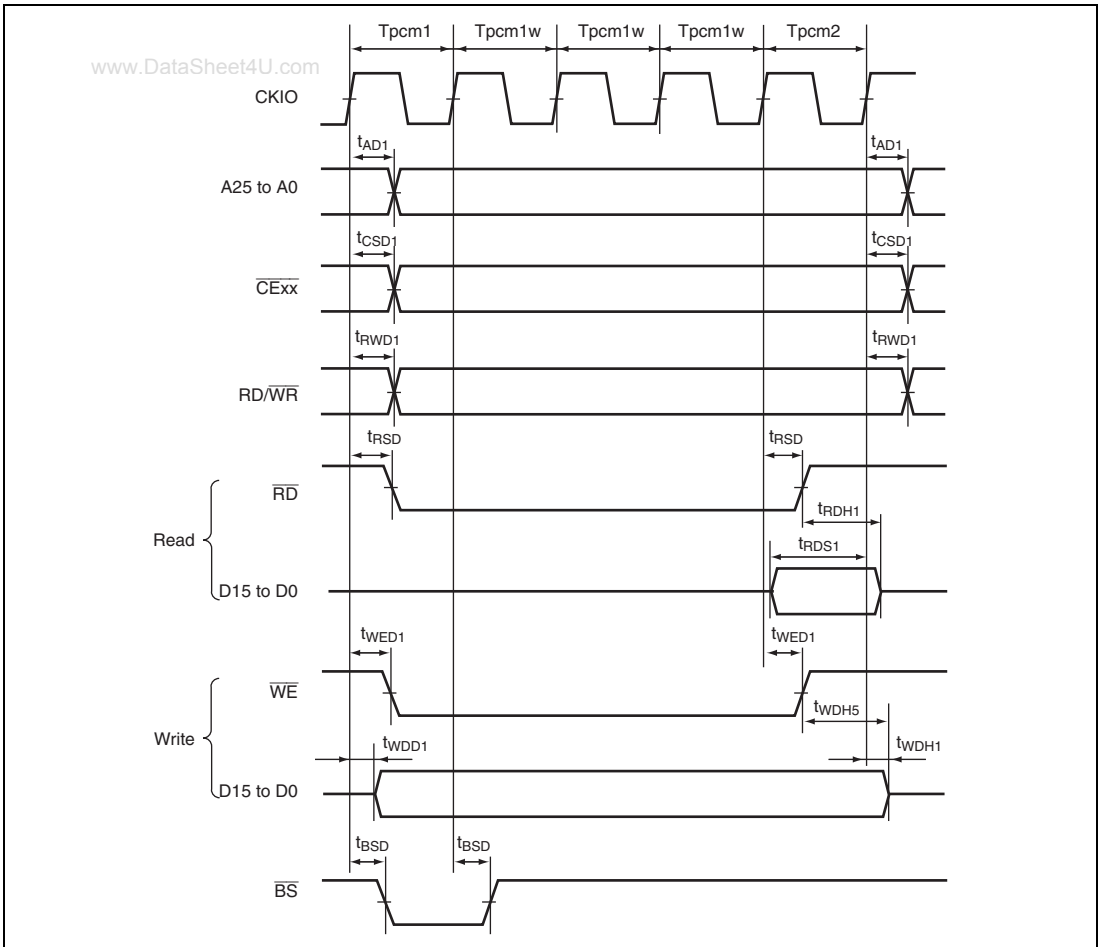 Tpcm1 Tpcm1w Tpcm1w Tpcm1w Tpcm2
www.DataSheet4U.com
CKIO
tAD1 tAD1
A25 to A0
tCSD1 tCSD1
CExx
tRWD1 tRWD1
RD/WR
tRSD tRSD
RD
tRDH1
Read
tRDS1
D15 to D0
tWED1 tWED1
WE
tWDH5
Write
tWDD1 tWDH1
D15 to D0
tBSD tBSD
BS